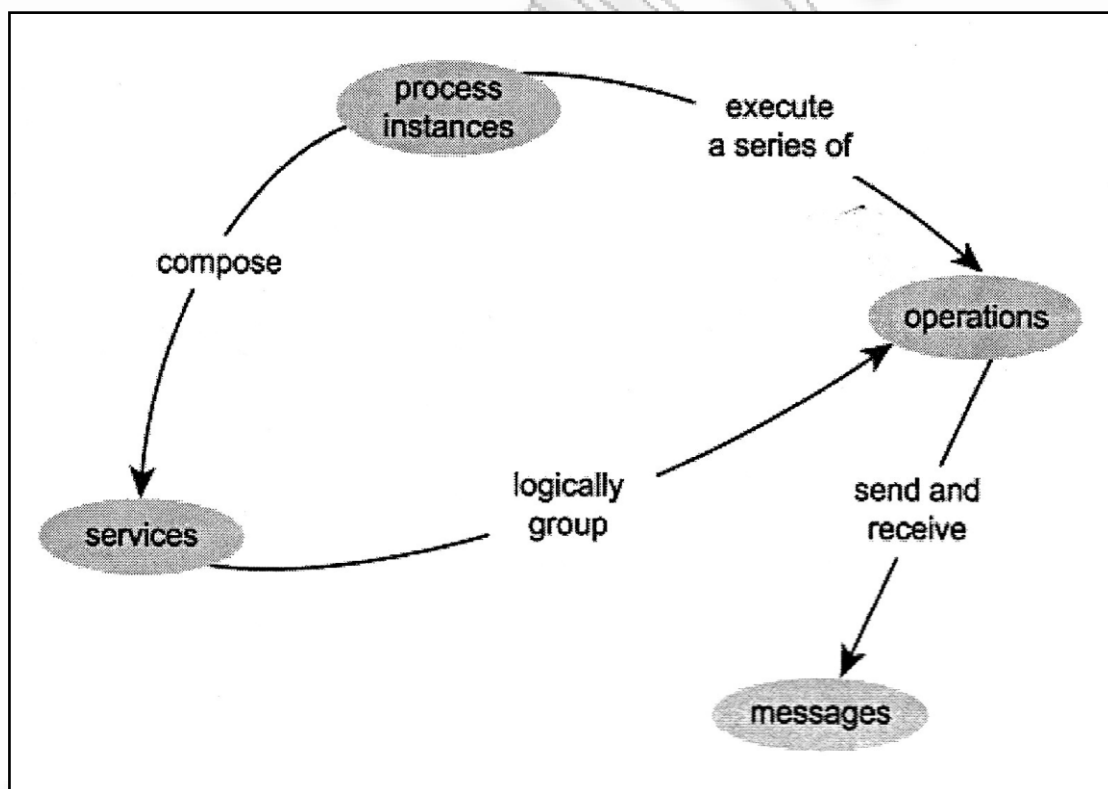 process
instances
execute
a series of
compose
operations
logically
group
send and
receive
services
messages